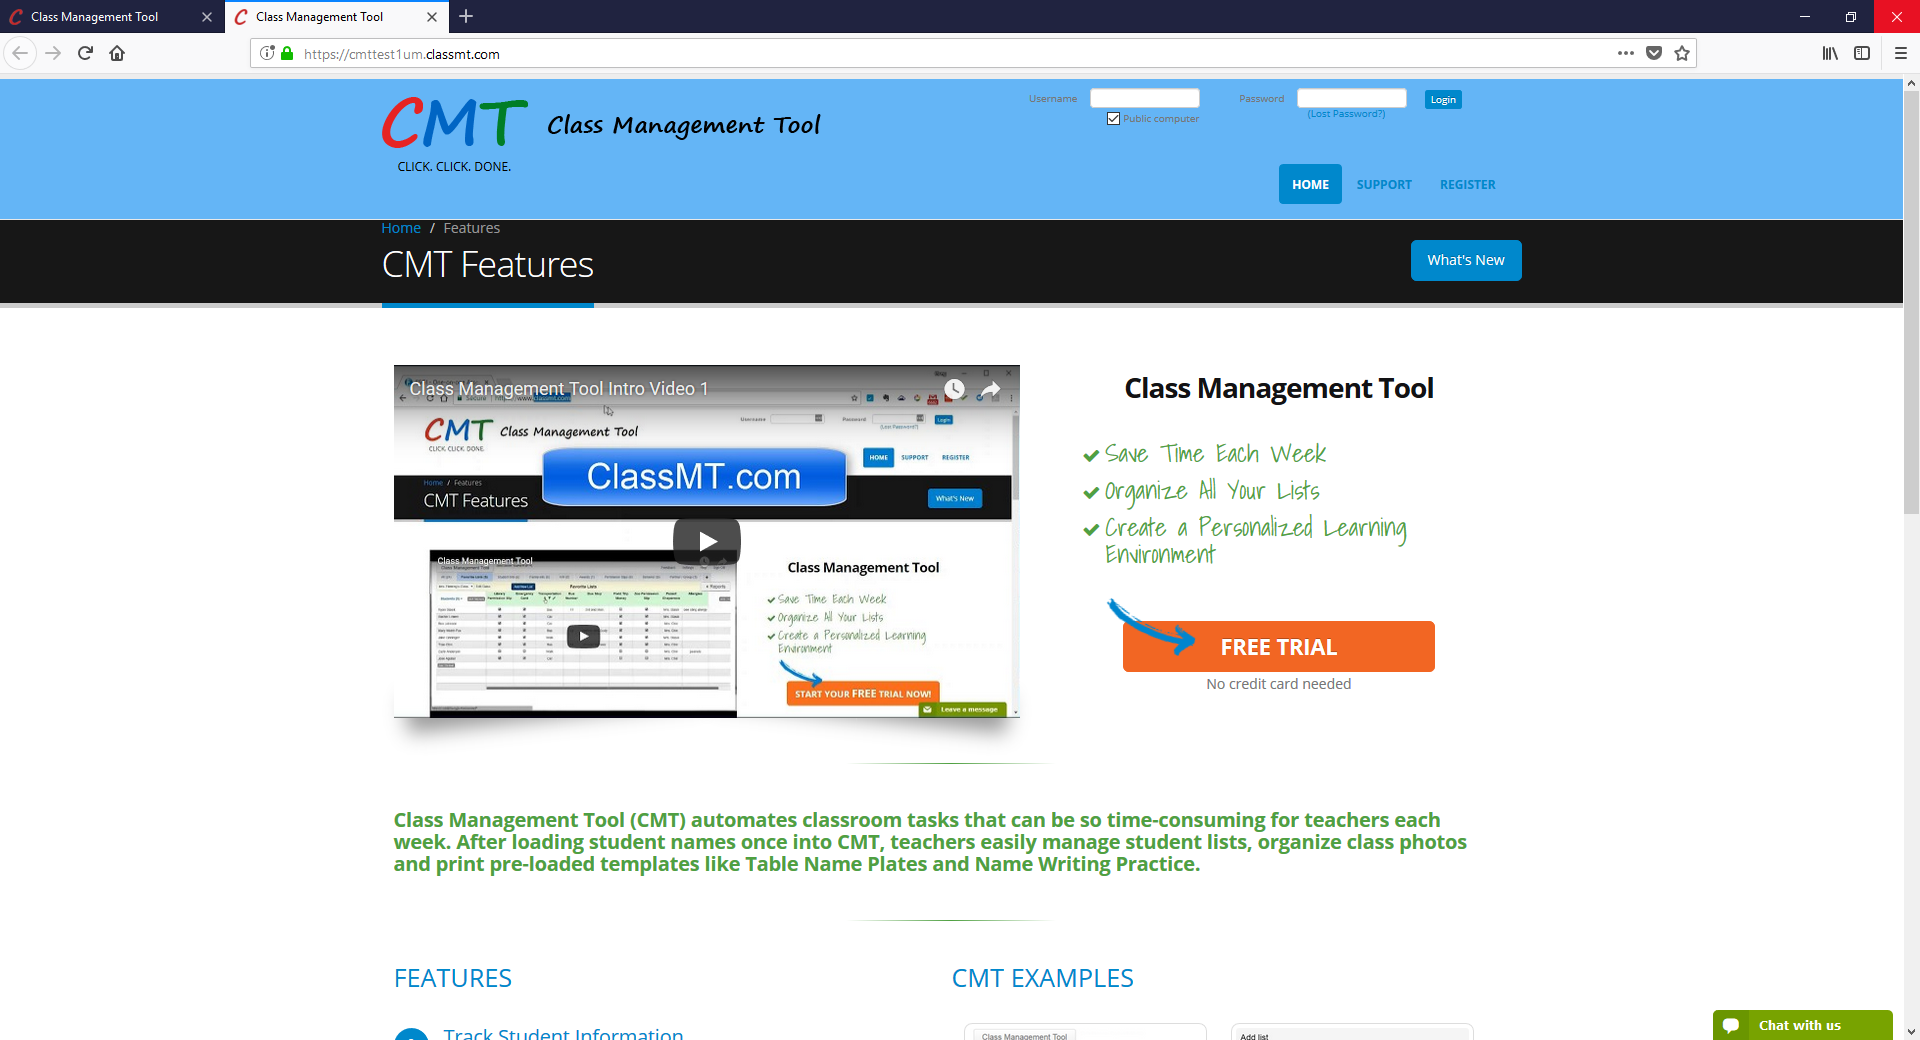 Class Management Tool
Class Management Tool
https://cmttest1um.classmt.com
CMT Class Management Tool
CLICK. CLICK. DONE.
Username
Password
Login
Public computer
(Lost Password?)
HOME SUPPORT REGISTER
Home / Features
CMT Features
What's New
Class Management Tool Intro Video 1
CMT Class Management Tool
CLICK. CLICK. DONE.
Username
Password
Login
(Lost Password?)
HOME SUPPORT REGISTER
ClassMT.com
Home / Features
CMT Features
What's New
Class Management Tool
Class Management Tool
Save Time Each Week
Organize All Your Lists
Create a Personalized Learning
Environment
START YOUR FREE TRIAL NOW!
Leave a message
Class Management Tool
Save Time Each Week
Organize All Your Lists
Create a Personalized Learning
Environment
FREE TRIAL
No credit card needed
Class Management Tool (CMT) automates classroom tasks that can be so time-consuming for teachers each
week. After loading student names once into CMT, teachers easily manage student lists, organize class photos
and print pre-loaded templates like Table Name Plates and Name Writing Practice.
FEATURES
CMT EXAMPLES
Track Student Information
Class Management Tool
Add list
Chat with us